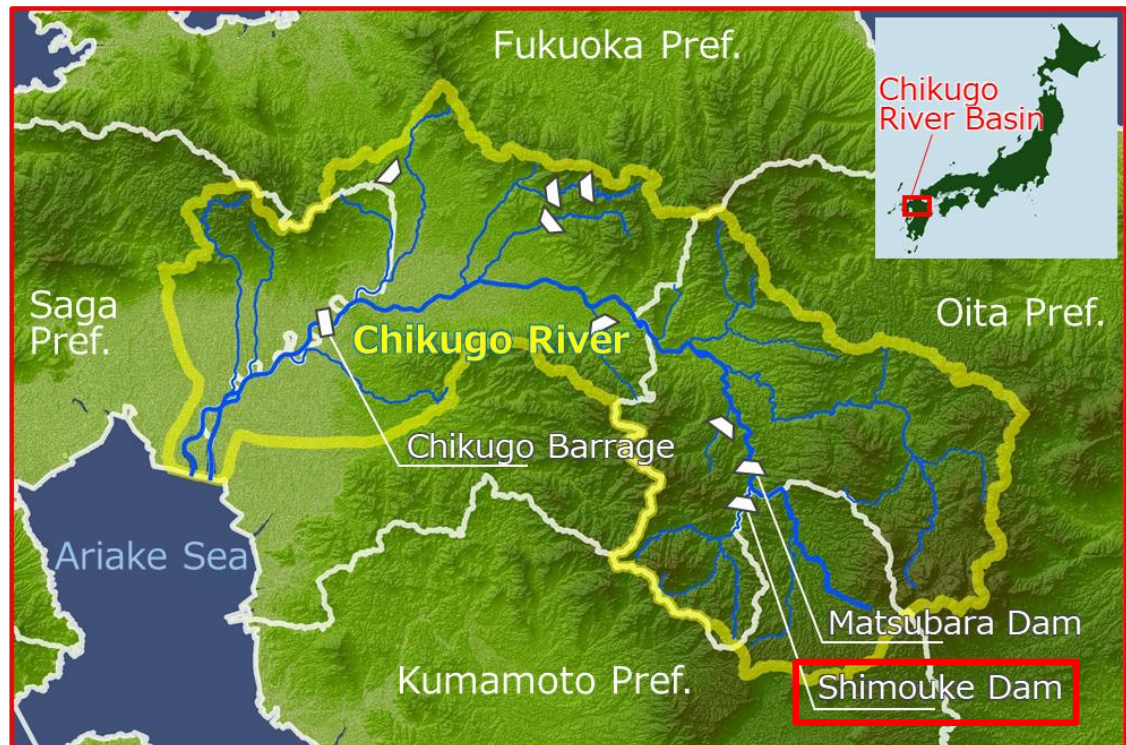 Fukuoka Pref.
Chikugo
River Basin
Saga
Pref.
Oita Pref.
Chikugo River
Chikugo Barrage
Ariake Sea
Matsubara Dam
Kumamoto Pref.
Shimouke Dam